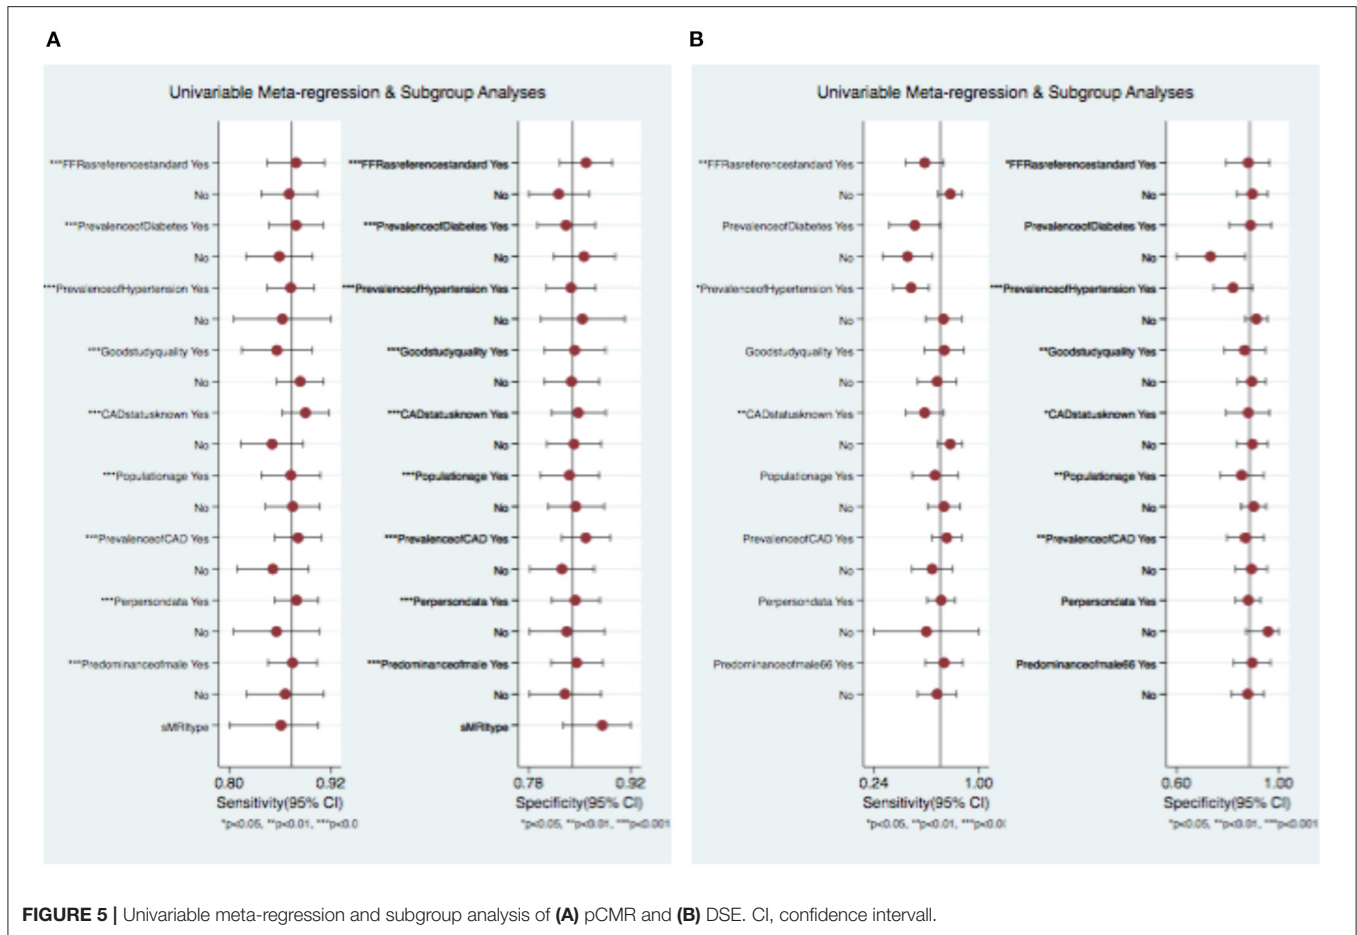 A
Univariable Meta-regression & Subgroup Analyses
***FFRasreferencestandard Yes
No
***PrevalenceofDiabetes Yes
No
***PrevalenceofHypertension Yes
No
***Goodstudyquality Yes
No
***CADstatusknown Yes
No
***Populationage Yes
No
***PrevalenceofCAD Yes
No
***Perpersondata Yes
No
***Predominanceofmale Yes
No
sMRItype
0.80 0.92
Sensitivity(95% CI)
*p<0.05, **p<0.01, ***p<0.0
***FFRasreferencestandard Yes
No
***PrevalenceofDiabetes Yes
No
***PrevalenceofHypertension Yes
No
***Goodstudyquality Yes
No
***CADstatusknown Yes
No
***Populationage Yes
No
***PrevalenceofCAD Yes
No
***Perpersondata Yes
No
***Predominanceofmale Yes
No
sMRItype
0.78 0.92
Specificity(95% CI)
*p<0.05, **p<0.01, ***p<0.001
B
Univariable Meta-regression & Subgroup Analyses
**FFRasreferencestandard Yes
No
PrevalenceofDiabetes Yes
No
*PrevalenceofHypertension Yes
No
Goodstudyquality Yes
No
**CADstatusknown Yes
No
Populationage Yes
No
PrevalenceofCAD Yes
No
Perpersondata Yes
No
Predominanceofmale66 Yes
No
0.24 1.00
Sensitivity(95% CI)
*p<0.05, **p<0.01, ***p<0.0
*FFRasreferencestandard Yes
No
PrevalenceofDiabetes Yes
No
***PrevalenceofHypertension Yes
No
**Goodstudyquality Yes
No
*CADstatusknown Yes
No
**Populationage Yes
No
**PrevalenceofCAD Yes
No
Perpersondata Yes
No
Predominanceofmale66 Yes
No
0.60 1.00
Specificity(95% CI)
*p<0.05, **p<0.01, ***p<0.001
FIGURE 5 | Univariable meta-regression and subgroup analysis of (A) pCMR and (B) DSE. CI, confidence intervall.